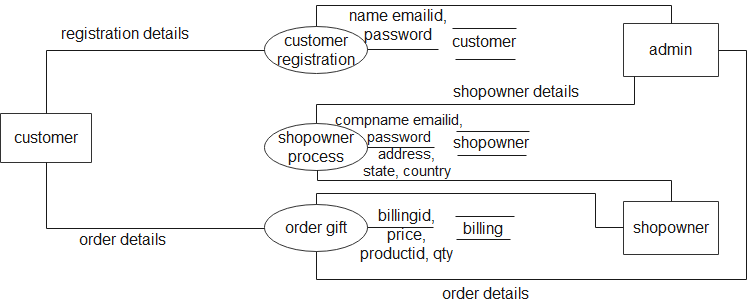 name emailid,
password
registration details
customer
registration
customer
admin
shopowner details
compname emailid,
password
address,
state, country
shopowner
process
shopowner
customer
order details
order gift
billingid,
price,
productid, qty
billing
shopowner
order details